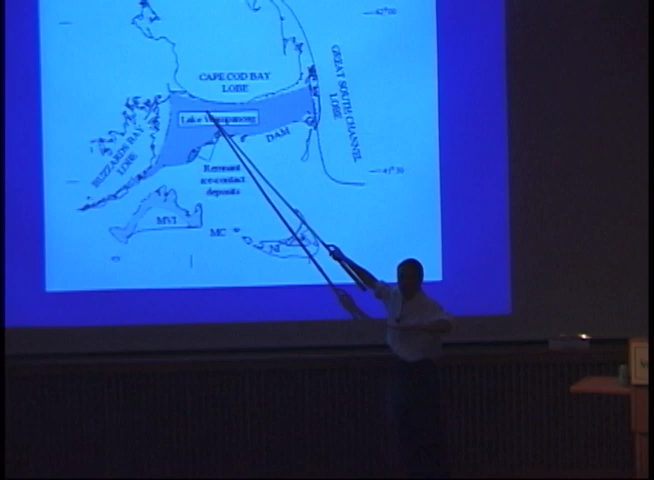 CAPE COD BAY
LOBE
GREAT SOUTH CHANNEL
LOBE
Lake
DAM
BUZZARDS BAY
LOBE
Remnant
ice-contact
deposits
MVI
NI